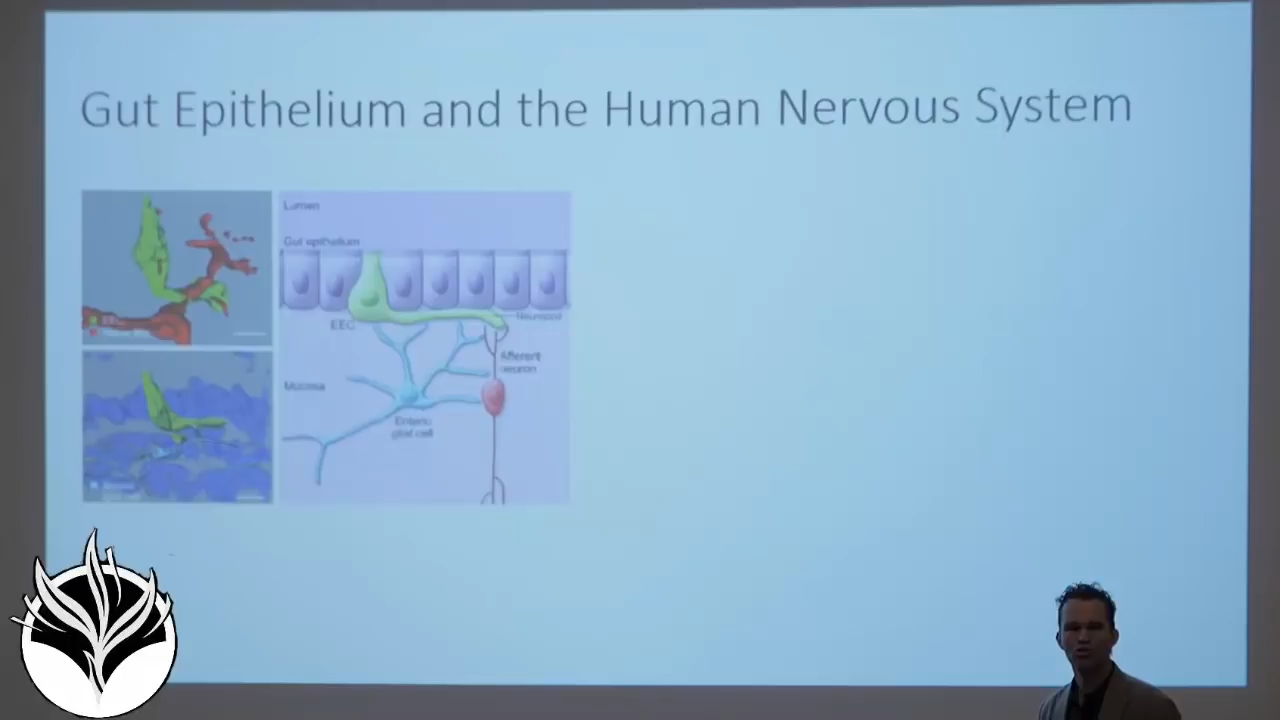 Gut Epithelium and the Human Nervous System
Lumen
Gut epithelium
EEC
Neuropod
Afferent
neuron
Mucosa
Enteric
glial cell